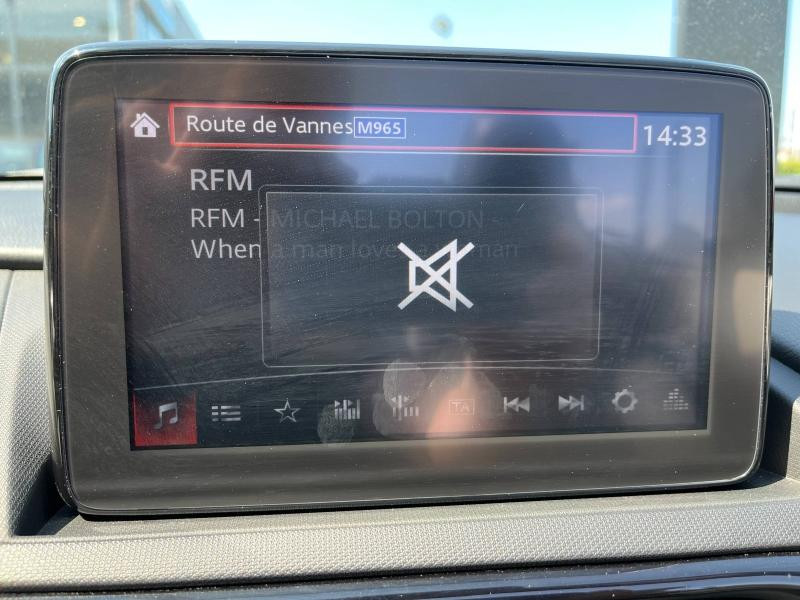 Route de Vannes M965
14:33
RFM
RFM - MICHAEL BOLTON -
When a man loves a woman
TA